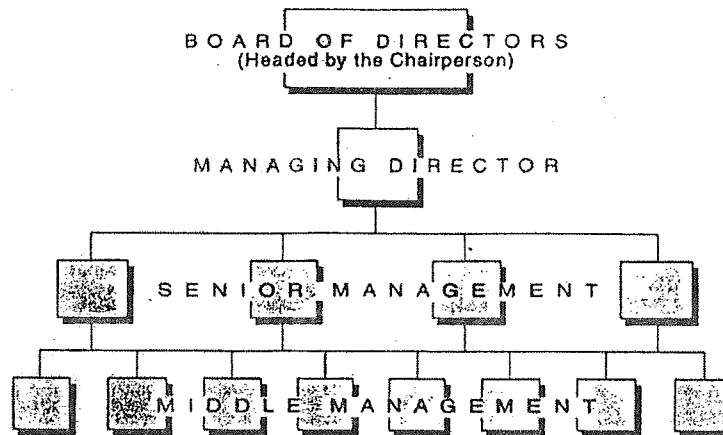 BOARD OF DIRECTORS
(Headed by the Chairperson)
MANAGING DIRECTOR
SENIOR MANAGEMENT
MIDDLE MANAGEMENT